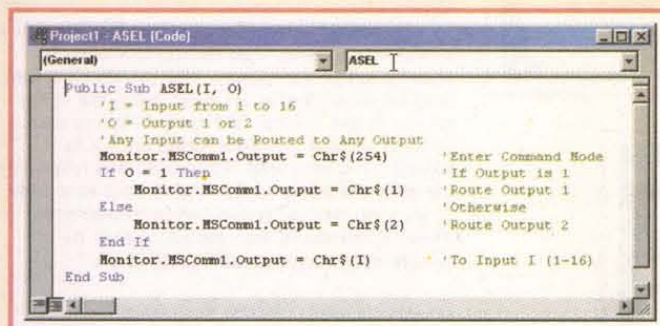 Project1 - ASEL (Code)
(General) ASEL
Public Sub ASEL(I, O)
'I = Input from 1 to 16
'O = Output 1 or 2
'Any Input can be Routed to Any Output
Monitor.MSComm1.Output = Chr$(254) 'Enter Command Mode
If O = 1 Then 'If Output is 1
Monitor.MSComm1.Output = Chr$(1) 'Route Output 1
Else 'Otherwise
Monitor.MSComm1.Output = Chr$(2) 'Route Output 2
End If
Monitor.MSComm1.Output = Chr$(I) 'To Input I (1-16)
End Sub